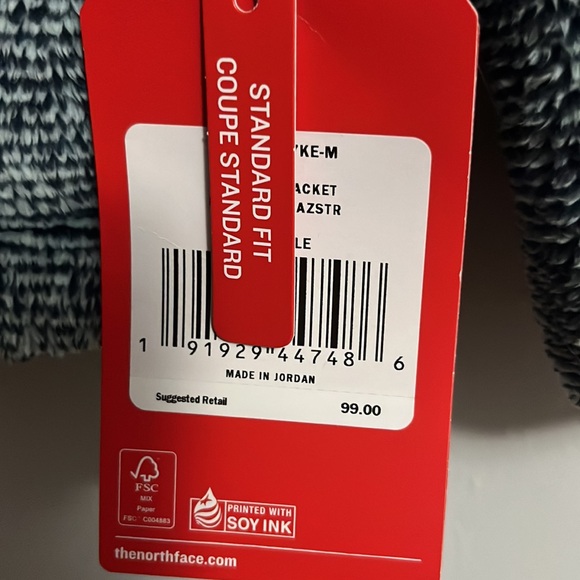 STANDARD FIT
COUPE STANDARD
KE-M
ACKET
AZSTR
LE
1 91929 44748 6
MADE IN JORDAN
Suggested Retail 99.00
FSC
MIX
Paper
FSC® C004883
PRINTED WITH
SOY INK
thenorthface.com